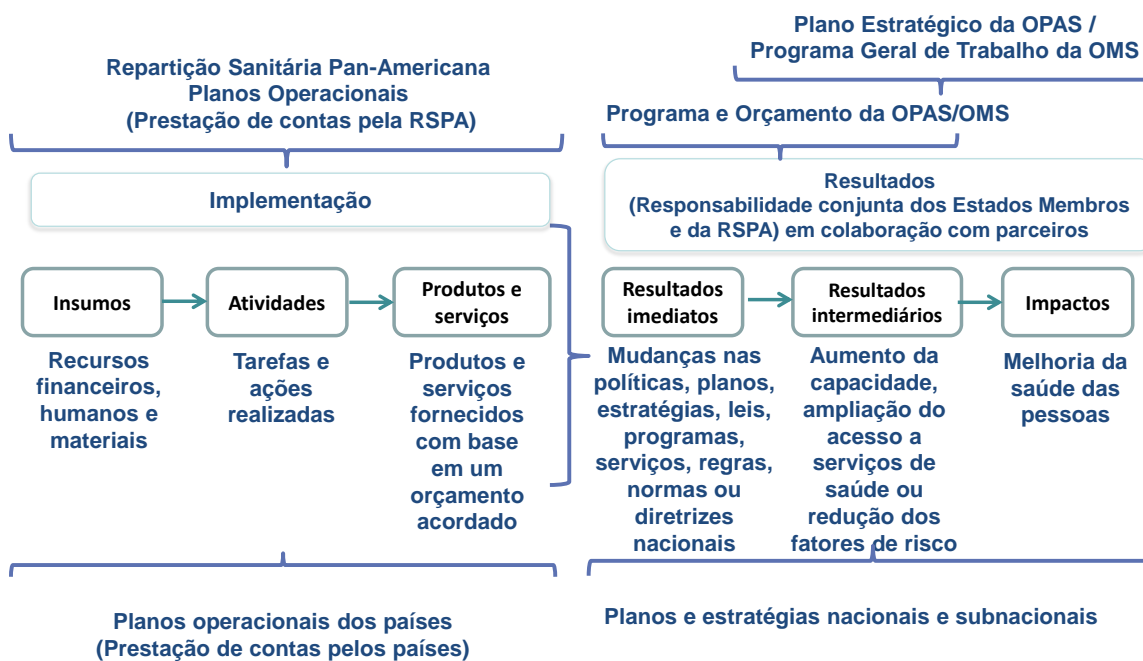 Plano Estratégico da OPAS /
Programa Geral de Trabalho da OMS
Repartição Sanitária Pan-Americana
Planos Operacionais
(Prestação de contas pela RSPA)
Programa e Orçamento da OPAS/OMS
Implementação
Resultados
(Responsabilidade conjunta dos Estados Membros
e da RSPA) em colaboração com parceiros
Insumos
Atividades
Produtos e
serviços
Resultados
imediatos
Resultados
intermediários
Impactos
Recursos
financeiros,
humanos e
materiais
Tarefas e
ações
realizadas
Produtos e
serviços
fornecidos
com base
em um
orçamento
acordado
Mudanças nas
políticas, planos,
estratégias, leis,
programas,
serviços, regras,
normas ou
diretrizes
nacionais
Aumento da
capacidade,
ampliação do
acesso a
serviços de
saúde ou
redução dos
fatores de risco
Melhoria da
saúde das
pessoas
Planos operacionais dos países
(Prestação de contas pelos países)
Planos e estratégias nacionais e subnacionais